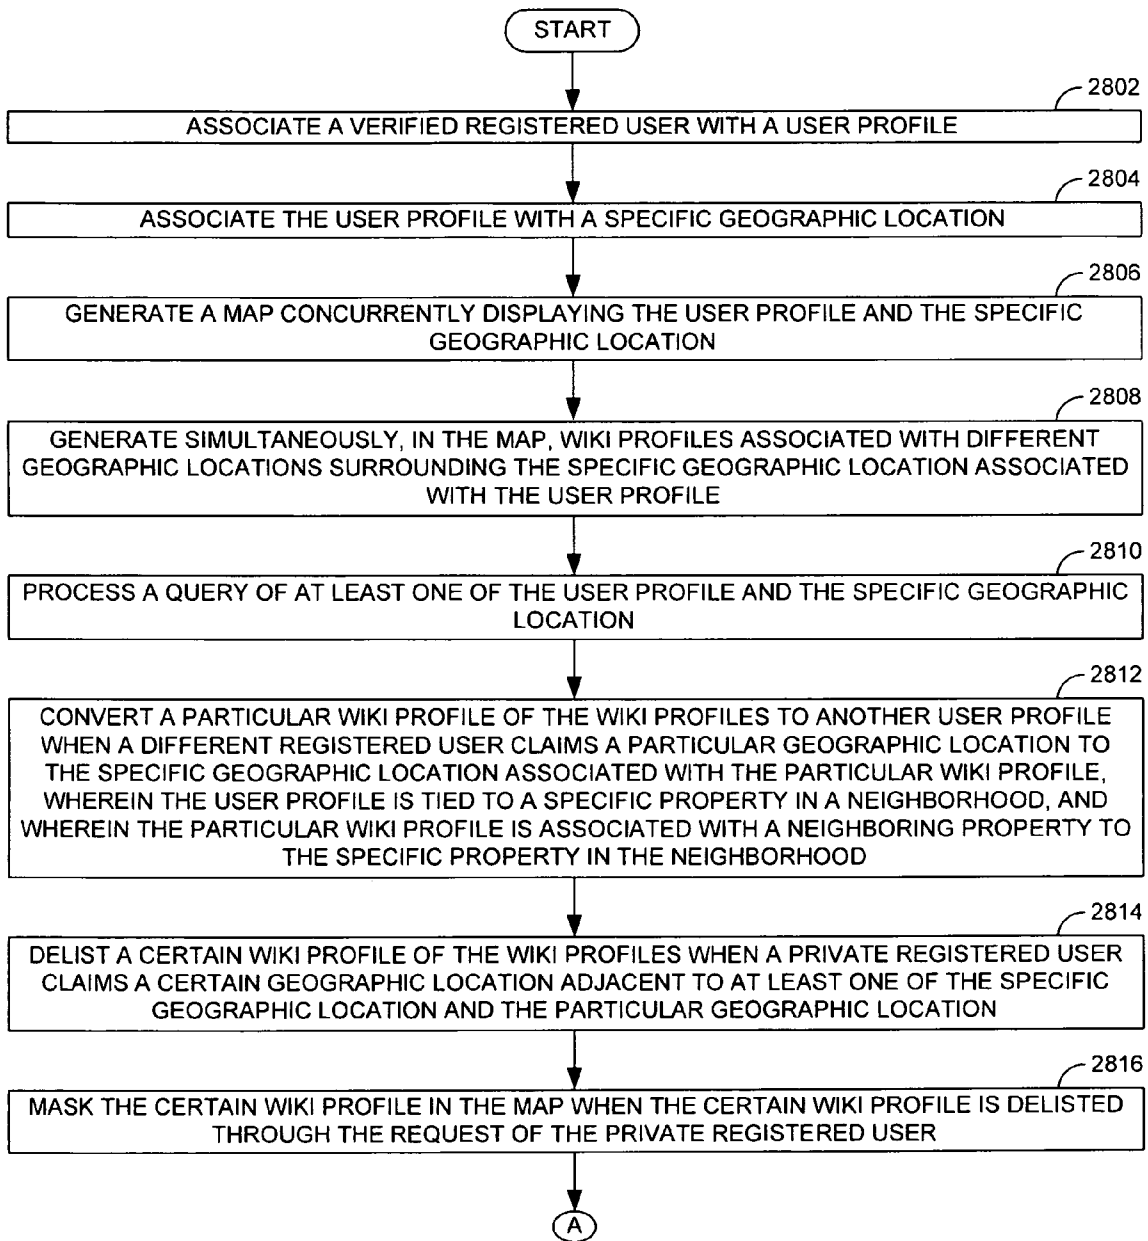 START
2802
ASSOCIATE A VERIFIED REGISTERED USER WITH A USER PROFILE
2804
ASSOCIATE THE USER PROFILE WITH A SPECIFIC GEOGRAPHIC LOCATION
2806
GENERATE A MAP CONCURRENTLY DISPLAYING THE USER PROFILE AND THE SPECIFIC
GEOGRAPHIC LOCATION
2808
GENERATE SIMULTANEOUSLY, IN THE MAP, WIKI PROFILES ASSOCIATED WITH DIFFERENT
GEOGRAPHIC LOCATIONS SURROUNDING THE SPECIFIC GEOGRAPHIC LOCATION ASSOCIATED
WITH THE USER PROFILE
2810
PROCESS A QUERY OF AT LEAST ONE OF THE USER PROFILE AND THE SPECIFIC GEOGRAPHIC
LOCATION
2812
CONVERT A PARTICULAR WIKI PROFILE OF THE WIKI PROFILES TO ANOTHER USER PROFILE
WHEN A DIFFERENT REGISTERED USER CLAIMS A PARTICULAR GEOGRAPHIC LOCATION TO
THE SPECIFIC GEOGRAPHIC LOCATION ASSOCIATED WITH THE PARTICULAR WIKI PROFILE,
WHEREIN THE USER PROFILE IS TIED TO A SPECIFIC PROPERTY IN A NEIGHBORHOOD, AND
WHEREIN THE PARTICULAR WIKI PROFILE IS ASSOCIATED WITH A NEIGHBORING PROPERTY TO
THE SPECIFIC PROPERTY IN THE NEIGHBORHOOD
2814
DELIST A CERTAIN WIKI PROFILE OF THE WIKI PROFILES WHEN A PRIVATE REGISTERED USER
CLAIMS A CERTAIN GEOGRAPHIC LOCATION ADJACENT TO AT LEAST ONE OF THE SPECIFIC
GEOGRAPHIC LOCATION AND THE PARTICULAR GEOGRAPHIC LOCATION
2816
MASK THE CERTAIN WIKI PROFILE IN THE MAP WHEN THE CERTAIN WIKI PROFILE IS DELISTED
THROUGH THE REQUEST OF THE PRIVATE REGISTERED USER
A